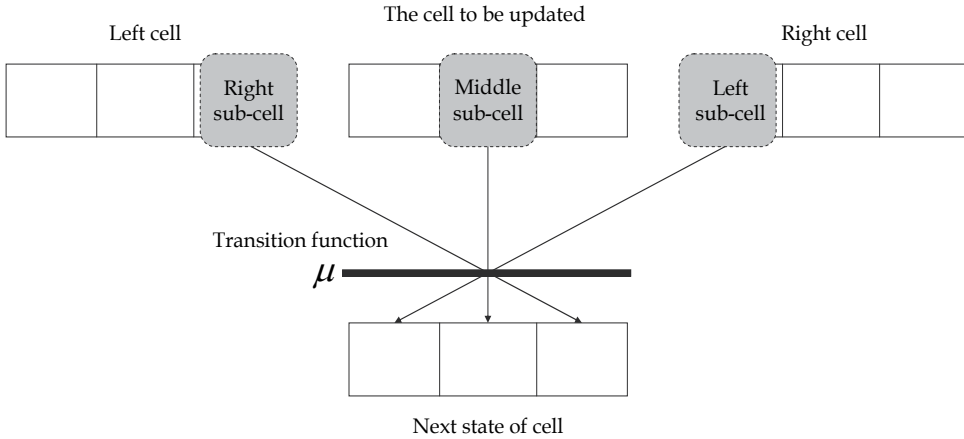 The cell to be updated
Left cell
Right cell
Right
sub-cell
Middle
sub-cell
Left
sub-cell
Transition function
μ
Next state of cell